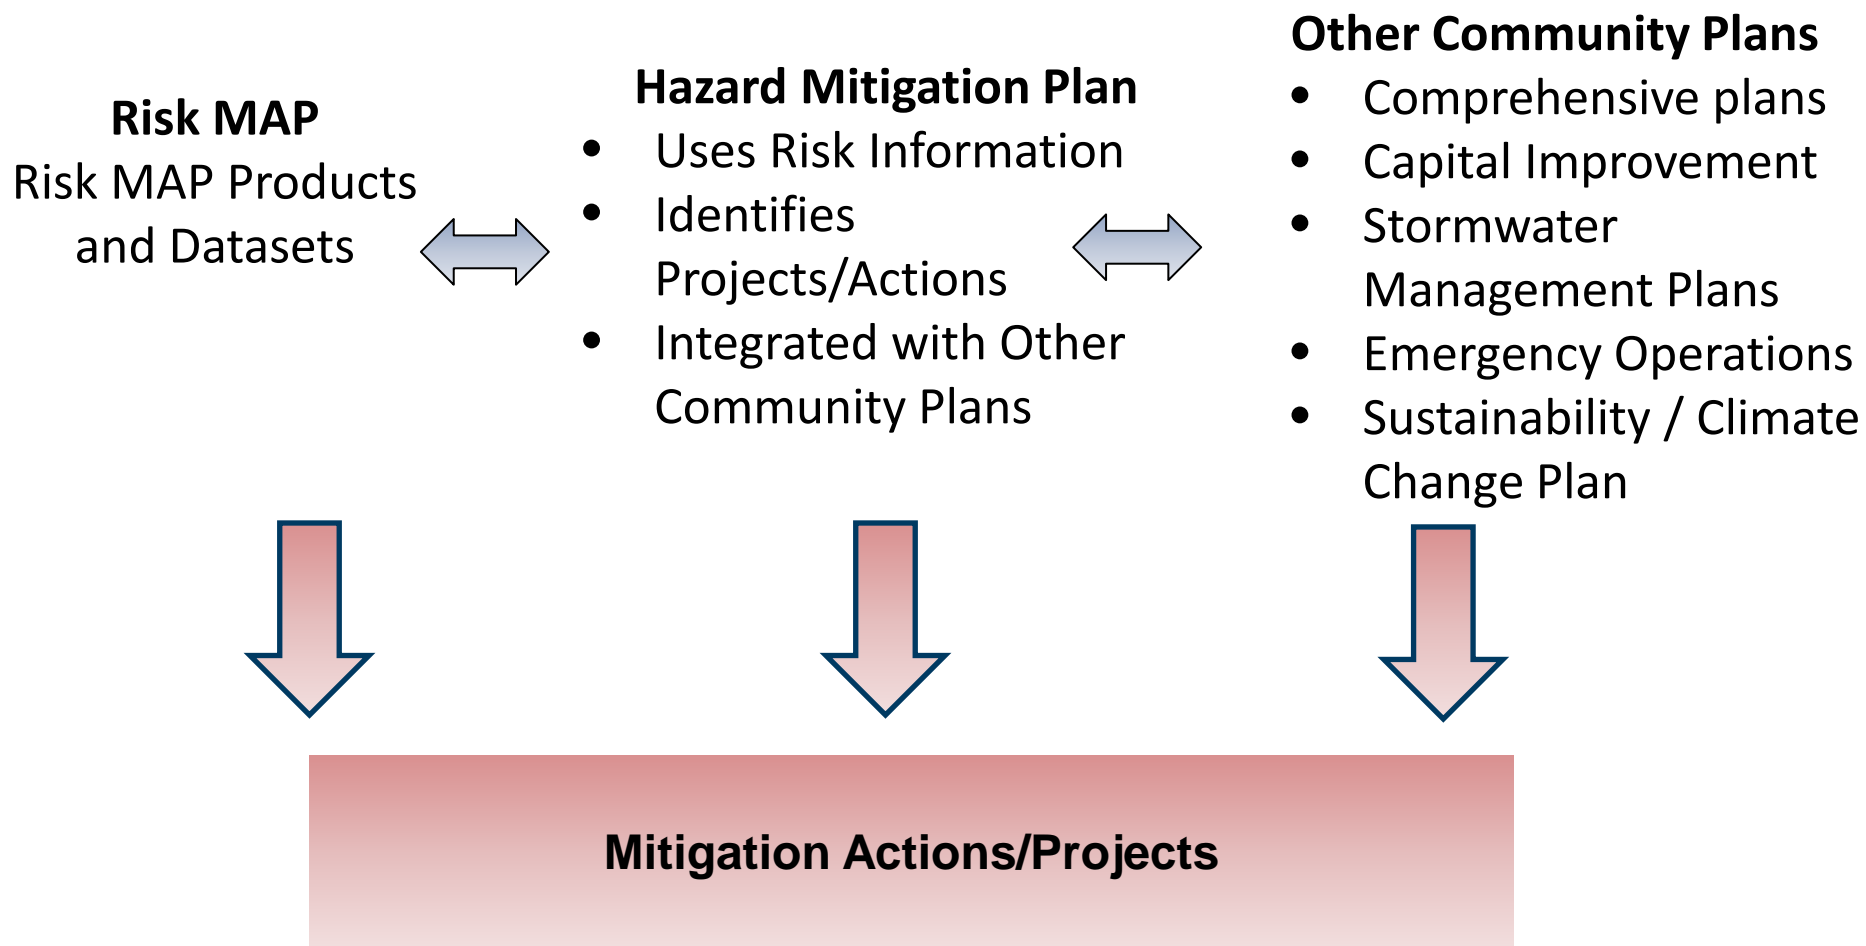 Risk MAP
Risk MAP Products
and Datasets
Hazard Mitigation Plan
• Uses Risk Information
• Identifies
Projects/Actions
• Integrated with Other
Community Plans
Other Community Plans
• Comprehensive plans
• Capital Improvement
• Stormwater
Management Plans
• Emergency Operations
• Sustainability / Climate
Change Plan
Mitigation Actions/Projects